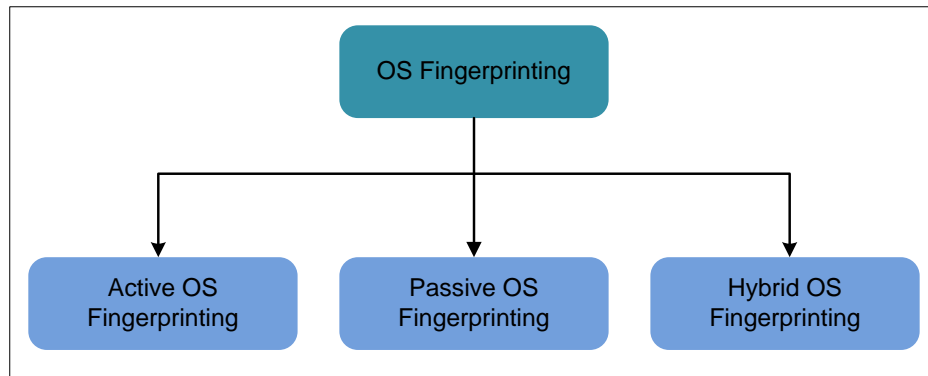 OS Fingerprinting
Active OS
Fingerprinting
Passive OS
Fingerprinting
Hybrid OS
Fingerprinting